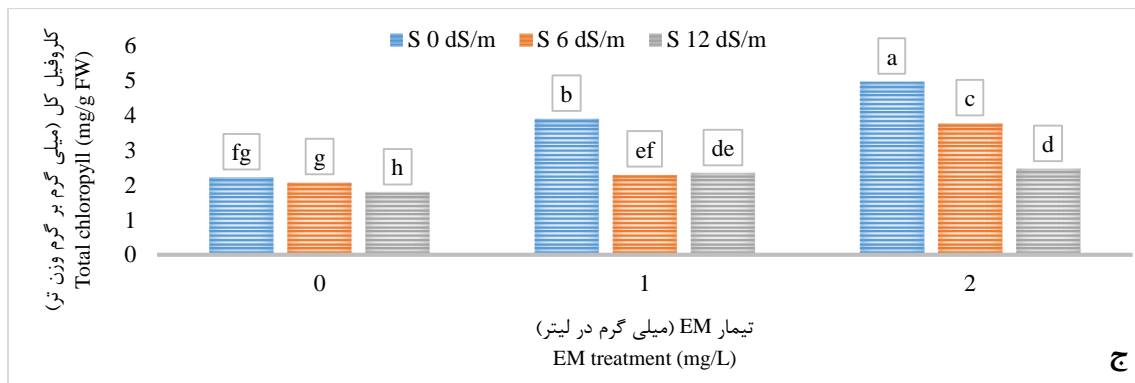 کلروفیل کل (میلی گرم بر گرم وزن تر)
Total chloropyll (mg/g FW)
6
5
4
3
2
1
0
S 0 dS/m S 6 dS/m S 12 dS/m
fg g h
b ef de
a c d
0 1 2
تیمار EM (میلی گرم در لیتر)
EM treatment (mg/L)
ج